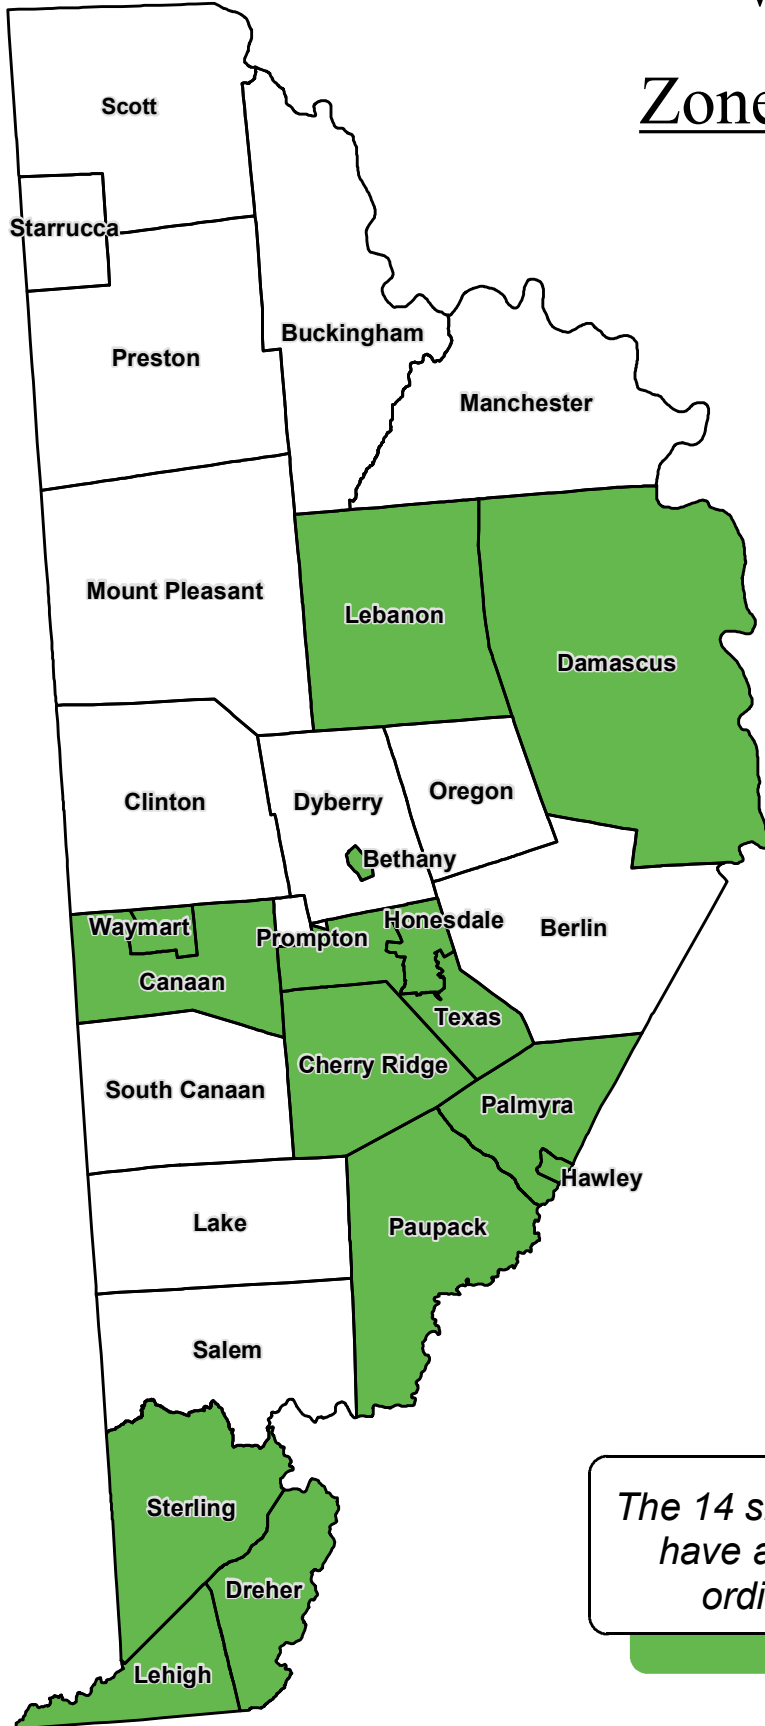 Zone
Scott
Starrucca
Buckingham
Preston
Manchester
Mount Pleasant
Lebanon
Damascus
Clinton
Dyberry
Oregon
Bethany
Waymart
Honesdale
Prompton
Berlin
Canaan
Texas
Cherry Ridge
South Canaan
Palmyra
Hawley
Lake
Paupack
Salem
Sterling
The 14 s
have a
ordi
Dreher
Lehigh